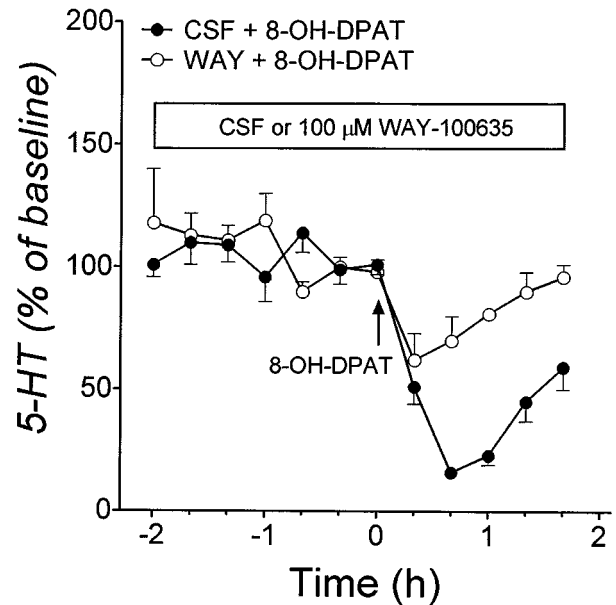 CSF + 8-OH-DPAT
WAY + 8-OH-DPAT
CSF or 100 μM WAY-100635
8-OH-DPAT
5-HT (% of baseline)
200
150
100
50
0
-2 -1 0 1 2
Time (h)